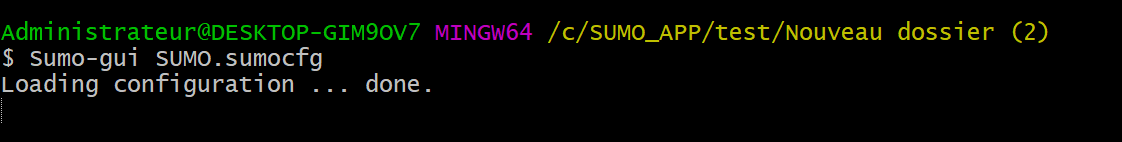 Administrateur@DESKTOP-GIM9OV7 MINGW64 /c/SUMO_APP/test/Nouveau dossier (2)
$ Sumo-gui SUMO.sumocfg
Loading configuration ... done.